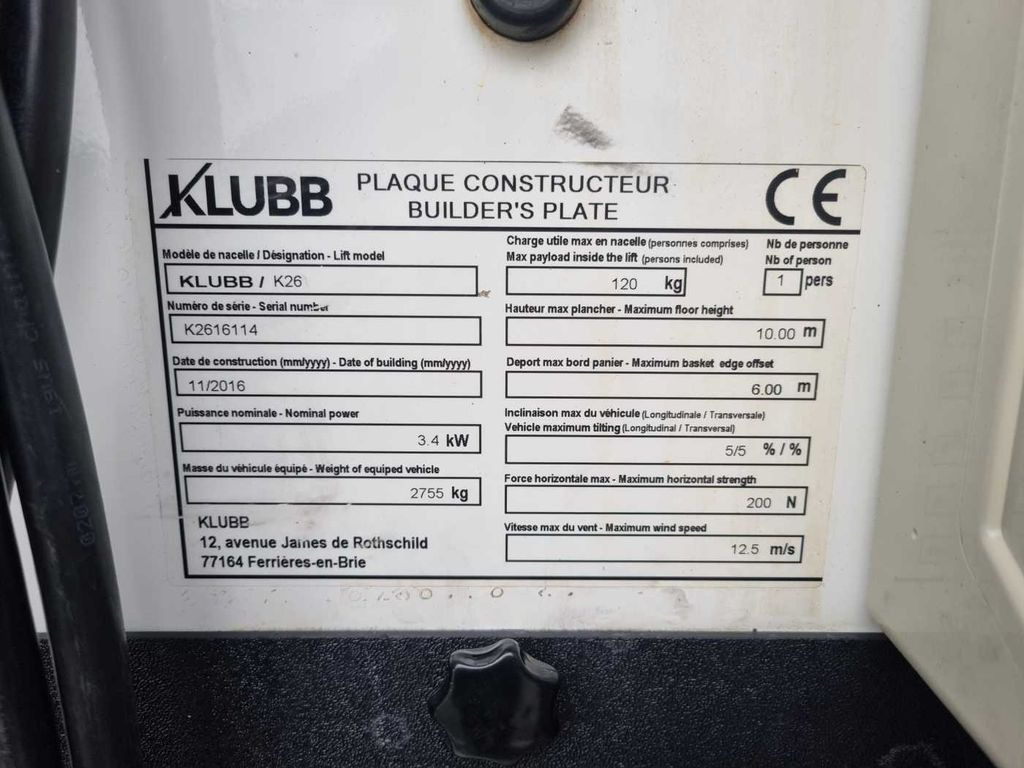 KLUBB
PLAQUE CONSTRUCTEUR
BUILDER'S PLATE
CE
Modèle de nacelle / Désignation - Lift model
KLUBB / K26
Numéro de série - Serial number
K2616114
Date de construction (mm/yyyy) - Date of building (mm/yyyy)
11/2016
Puissance nominale - Nominal power
3.4 kW
Masse du véhicule équipé - Weight of equiped vehicle
2755 kg
KLUBB
12, avenue James de Rothschild
77164 Ferrières-en-Brie
Charge utile max en nacelle (personnes comprises)
Max payload inside the lift (persons included)
120 kg
Nb de personne
Nb of person
1 pers
Hauteur max plancher - Maximum floor height
10.00 m
Deport max bord panier - Maximum basket edge offset
6.00 m
Inclinaison max du véhicule (Longitudinale / Transversale)
Vehicle maximum tilting (Longitudinal / Transversal)
5/5 % / %
Force horizontale max - Maximum horizontal strength
200 N
Vitesse max du vent - Maximum wind speed
12.5 m/s